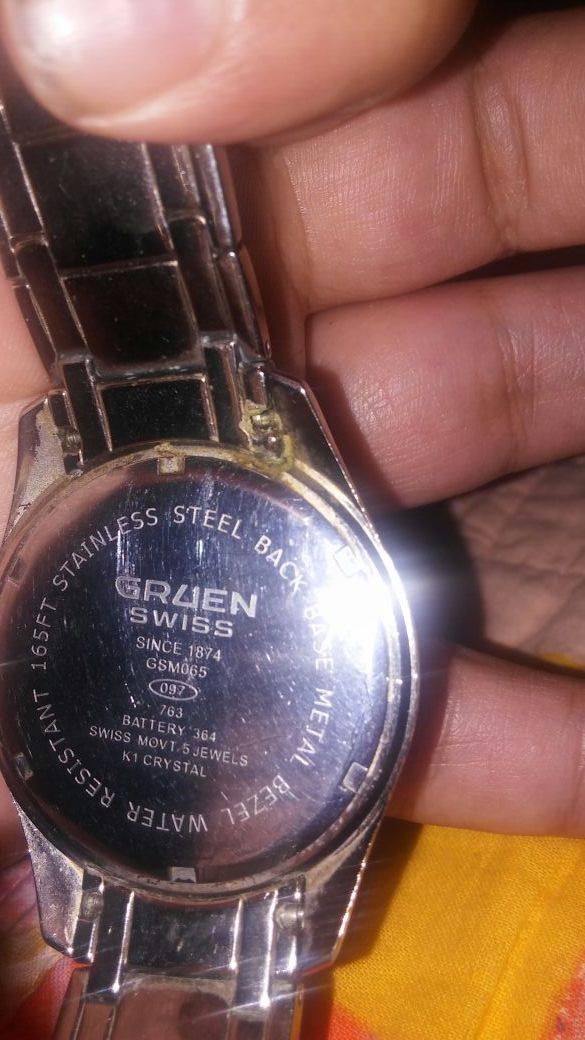 STAINLESS STEEL BACK BASE METAL BEZEL WATER RESISTANT 165FT
GRUEN
SWISS
SINCE 1874
GSM065
097
763
BATTERY 364
SWISS MOVT 5 JEWELS
K1 CRYSTAL